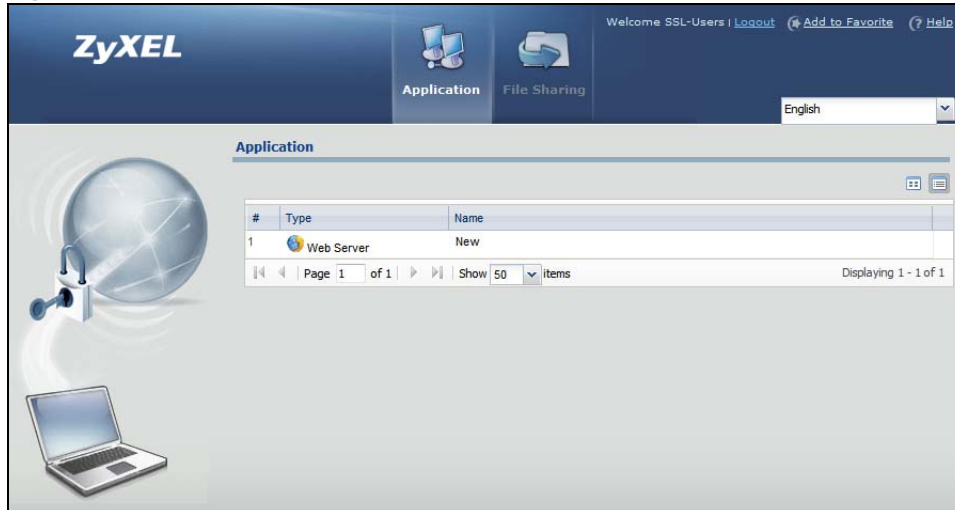 Welcome SSL-Users | Logout Add to Favorite ? Help
ZyXEL
Application File Sharing
English
Application
# Type Name
1 Web Server New
Page 1 of 1 Show 50 items Displaying 1 - 1 of 1